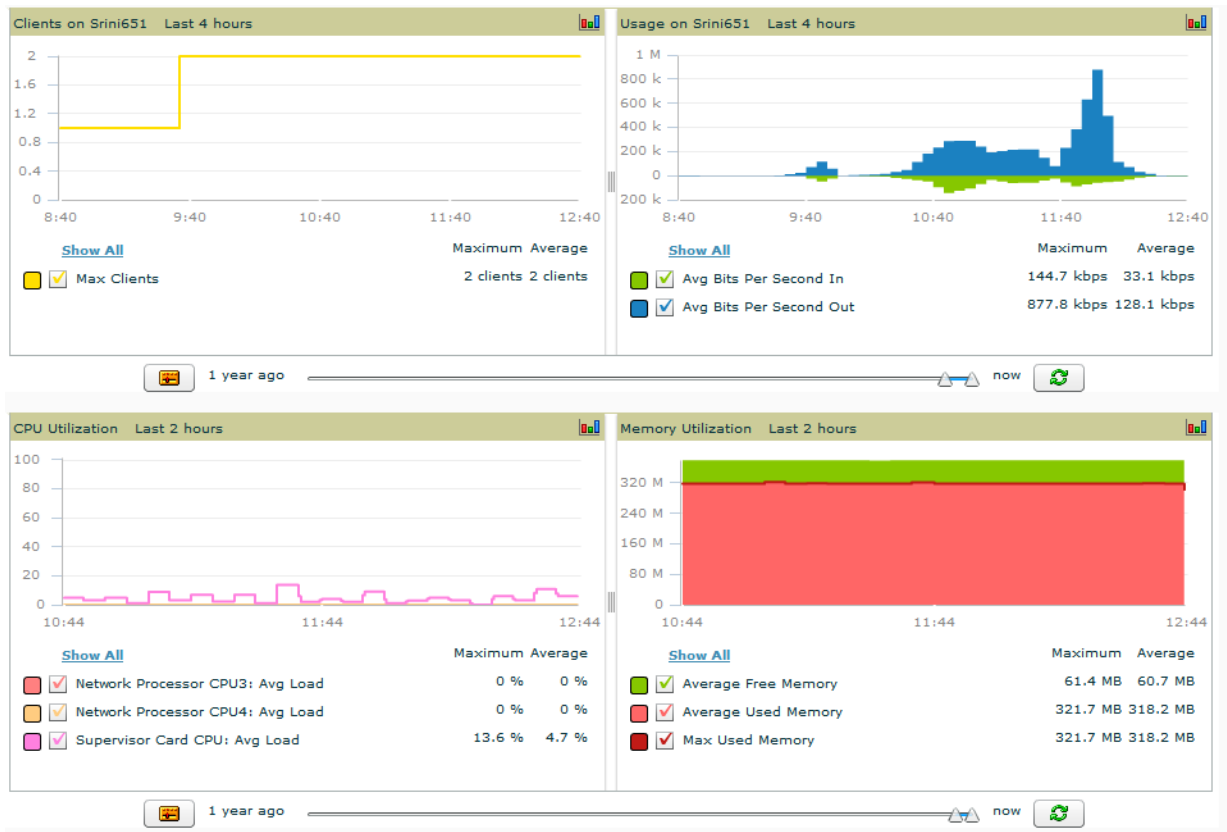 Clients on Srini651 Last 4 hours
2
1.6
1.2
0.8
0.4
0
8:40 9:40 10:40 11:40 12:40
Show All Maximum Average
Max Clients 2 clients 2 clients
Usage on Srini651 Last 4 hours
1 M
800 k
600 k
400 k
200 k
0
200 k
8:40 9:40 10:40 11:40 12:40
Show All Maximum Average
Avg Bits Per Second In 144.7 kbps 33.1 kbps
Avg Bits Per Second Out 877.8 kbps 128.1 kbps
1 year ago now
CPU Utilization Last 2 hours
100
80
60
40
20
0
10:44 11:44 12:44
Show All Maximum Average
Network Processor CPU3: Avg Load 0 % 0 %
Network Processor CPU4: Avg Load 0 % 0 %
Supervisor Card CPU: Avg Load 13.6 % 4.7 %
Memory Utilization Last 2 hours
320 M
240 M
160 M
80 M
0
10:44 11:44 12:44
Show All Maximum Average
Average Free Memory 61.4 MB 60.7 MB
Average Used Memory 321.7 MB 318.2 MB
Max Used Memory 321.7 MB 318.2 MB
1 year ago now